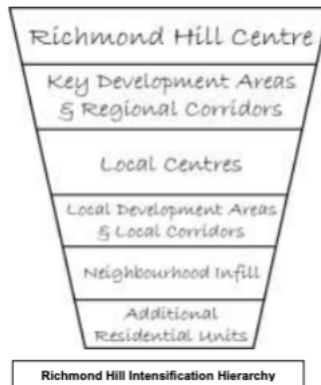 Richmond Hill Centre
Key Development Areas
& Regional Corridors
Local Centres
Local Development Areas
& Local Corridors
Neighbourhood Infill
Additional
Residential Units
Richmond Hill Intensification Hierarchy